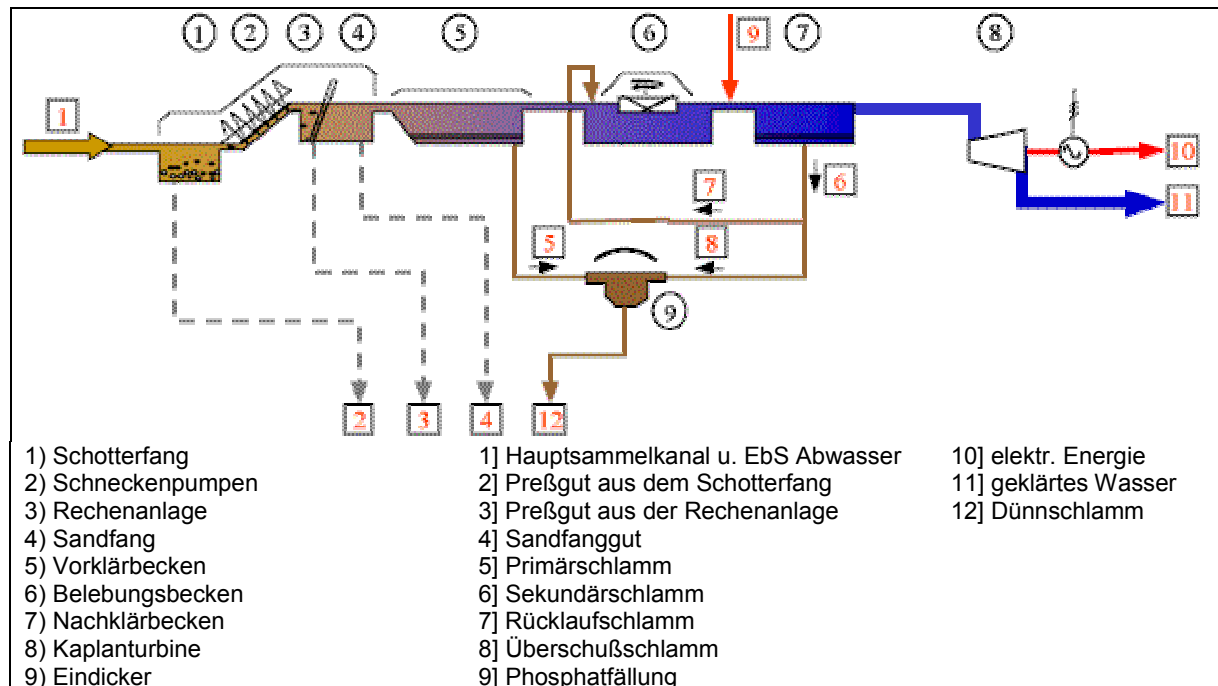 1 2 3 4 5 6 9 7 8
1
10
7 6 11
5 8
9
2 3 4 12
1) Schotterfang
2) Schneckenpumpen
3) Rechenanlage
4) Sandfang
5) Vorklärbecken
6) Belebungsbecken
7) Nachklärbecken
8) Kaplanturbine
9) Eindicker
1] Hauptsammelkanal u. EbS Abwasser
2] Preßgut aus dem Schotterfang
3] Preßgut aus der Rechenanlage
4] Sandfanggut
5] Primärschlamm
6] Sekundärschlamm
7] Rücklaufschlamm
8] Überschußschlamm
9] Phosphatfällung
10] elektr. Energie
11] geklärtes Wasser
12] Dünnschlamm